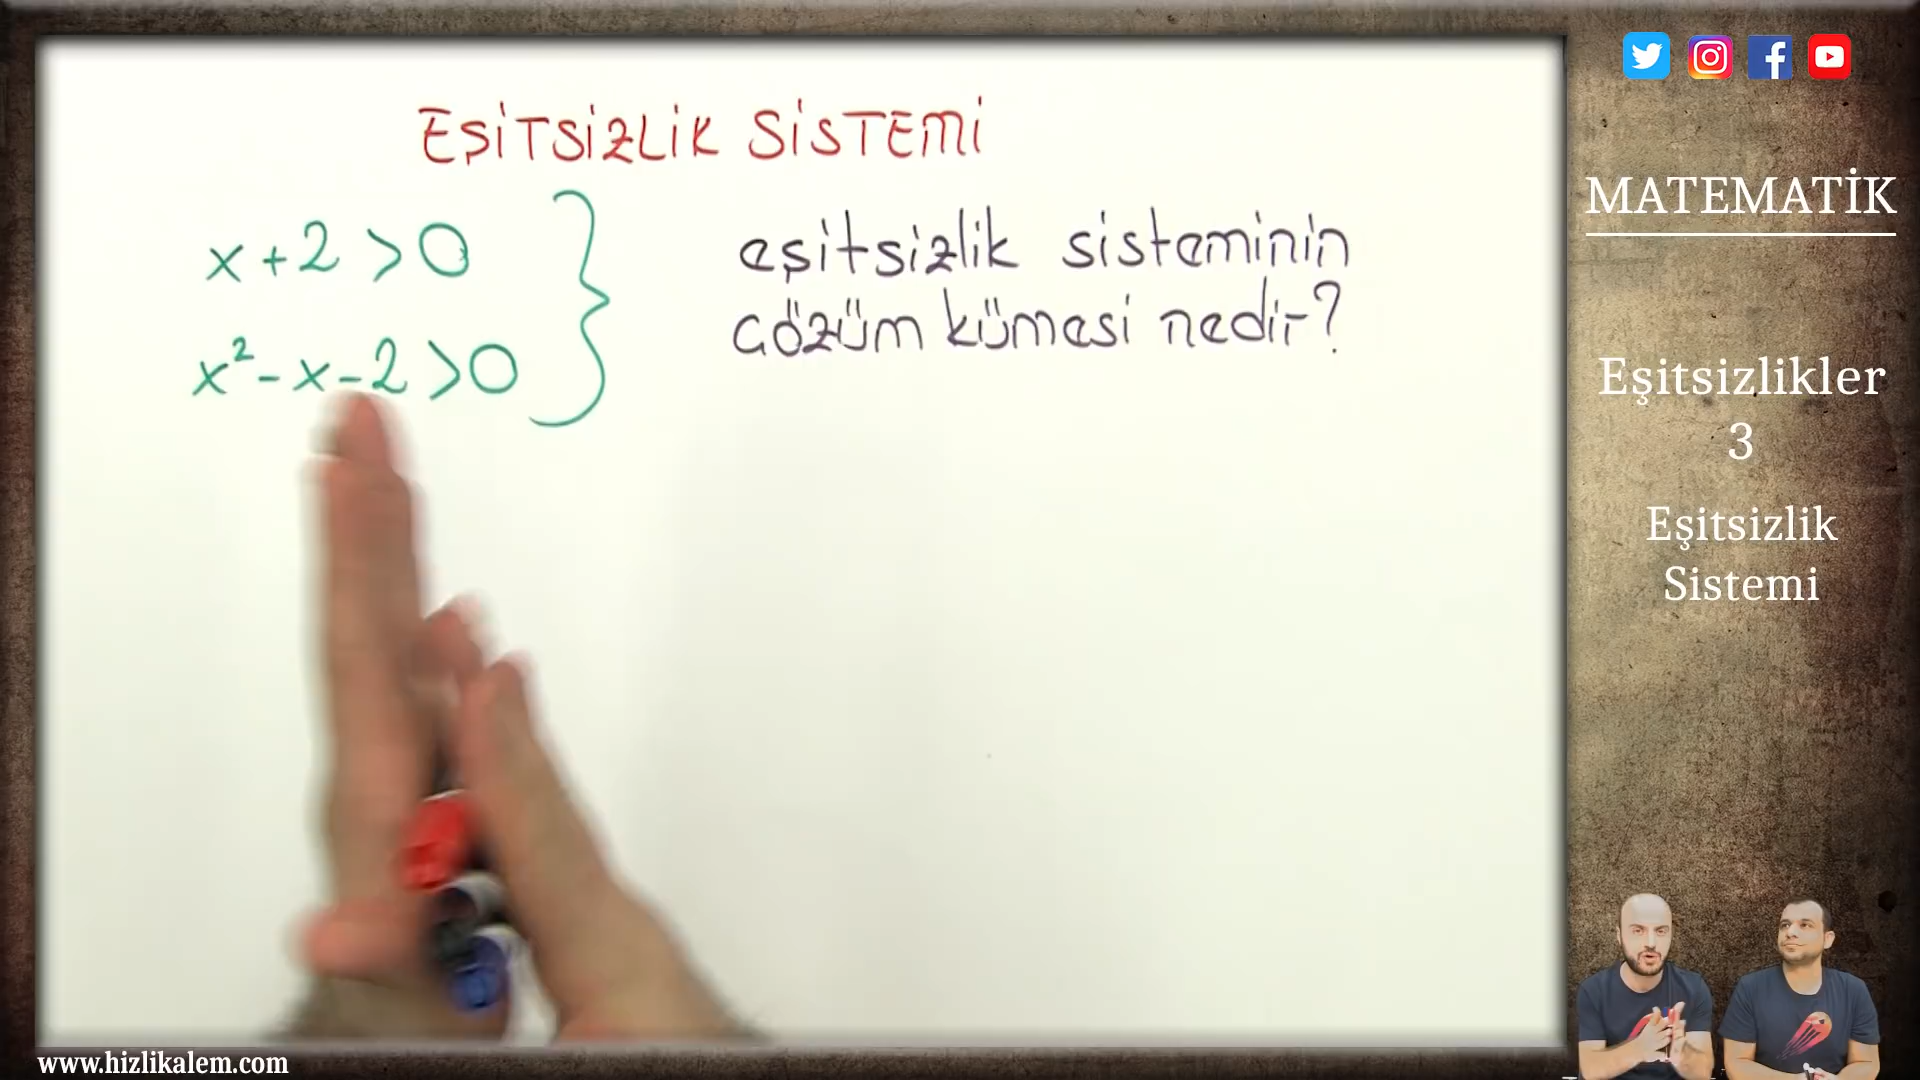 EŞİTSİZLİK SİSTEMİ
x+2>0
x²-x-2>0
eşitsizlik sisteminin
çözüm kümesi nedir?
MATEMATİK
Eşitsizlikler
3
Eşitsizlik
Sistemi
www.hizlikalem.com